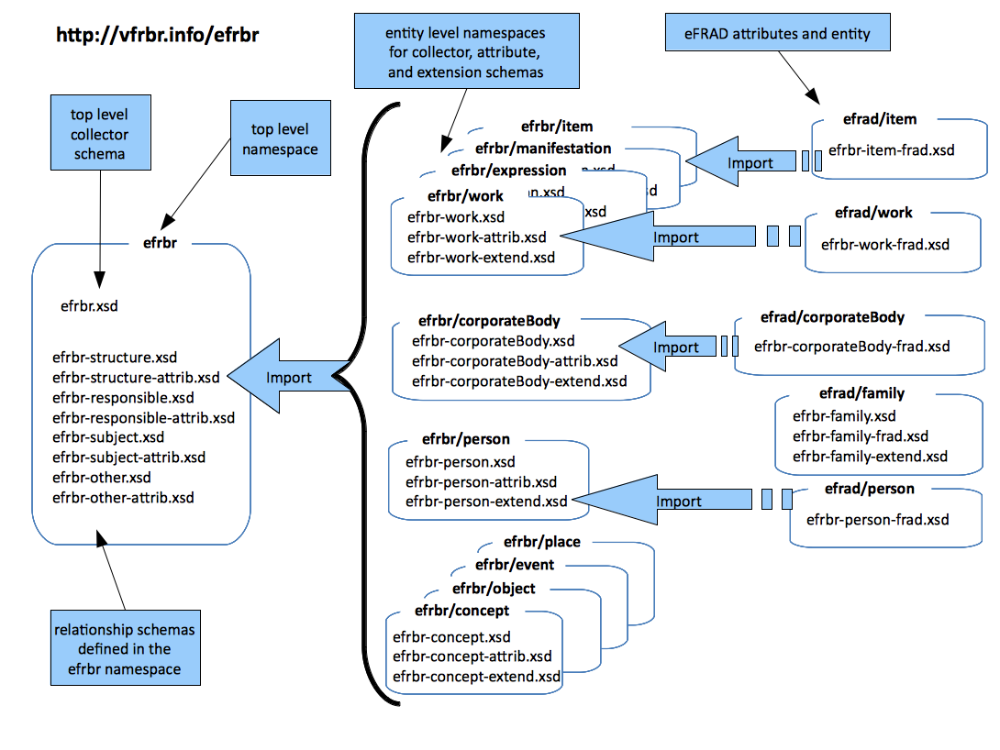 http://vfrbr.info/efrbr
entity level namespaces
for collector, attribute,
and extension schemas
eFRAD attributes and entity
top level
collector
schema
top level
namespace
efrbr
efrbr.xsd
efrbr-structure.xsd
efrbr-structure-attrib.xsd
efrbr-responsible.xsd
efrbr-responsible-attrib.xsd
efrbr-subject.xsd
efrbr-subject-attrib.xsd
efrbr-other.xsd
efrbr-other-attrib.xsd
relationship schemas
defined in the
efrbr namespace
Import
efrbr/item
efrbr/manifestation
efrbr/expression
efrbr/work
efrbr-work.xsd
efrbr-work-attrib.xsd
efrbr-work-extend.xsd
Import
efrad/item
efrbr-item-frad.xsd
Import
efrad/work
efrbr-work-frad.xsd
efrbr/corporateBody
efrbr-corporateBody.xsd
efrbr-corporateBody-attrib.xsd
efrbr-corporateBody-extend.xsd
Import
efrad/corporateBody
efrbr-corporateBody-frad.xsd
efrad/family
efrbr-family.xsd
efrbr-family-frad.xsd
efrbr-family-extend.xsd
efrbr/person
efrbr-person.xsd
efrbr-person-attrib.xsd
efrbr-person-extend.xsd
Import
efrad/person
efrbr-person-frad.xsd
efrbr/place
efrbr/event
efrbr/object
efrbr/concept
efrbr-concept.xsd
efrbr-concept-attrib.xsd
efrbr-concept-extend.xsd